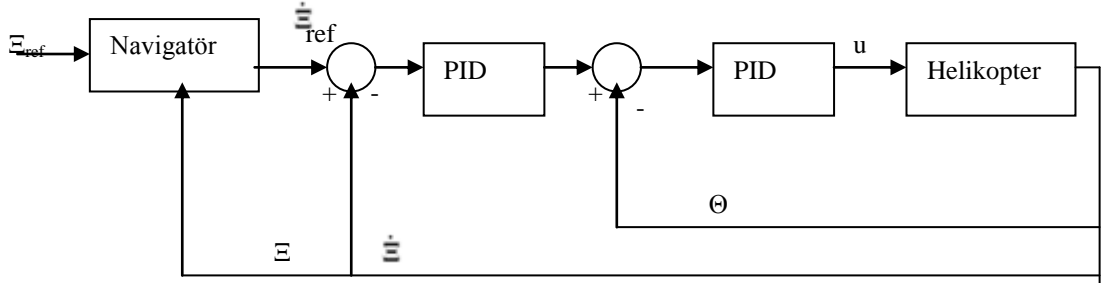 Ξref
Navigatör
Ξ̇ref
+
-
PID
+
-
PID
u
Helikopter
Θ
Ξ
Ξ̇